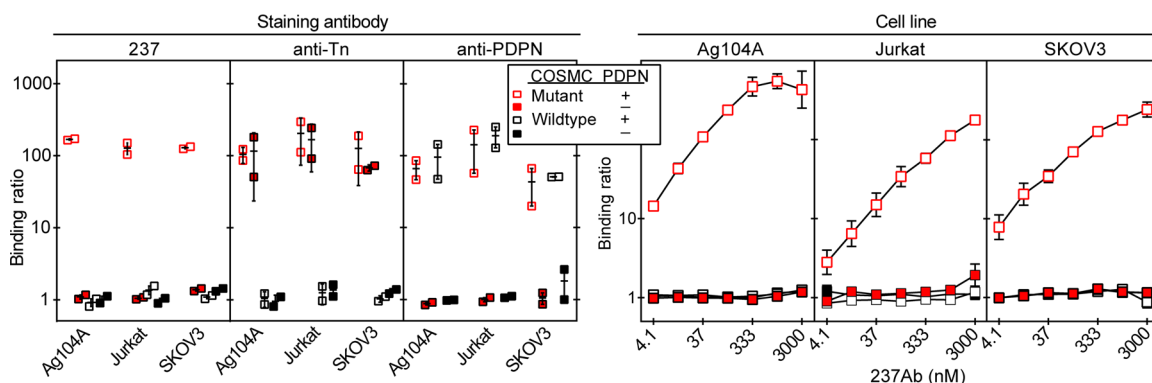 Staining antibody
237 anti-Tn anti-PDPN
Binding ratio
1000
100
10
1
Ag104A Jurkat SKOV3 Ag104A Jurkat SKOV3 Ag104A Jurkat SKOV3
COSMC PDPN
Mutant +
−
Wildtype +
−
Cell line
Ag104A Jurkat SKOV3
Binding ratio
10
1
4.1 37 333 3000 4.1 37 333 3000 4.1 37 333 3000
237Ab (nM)